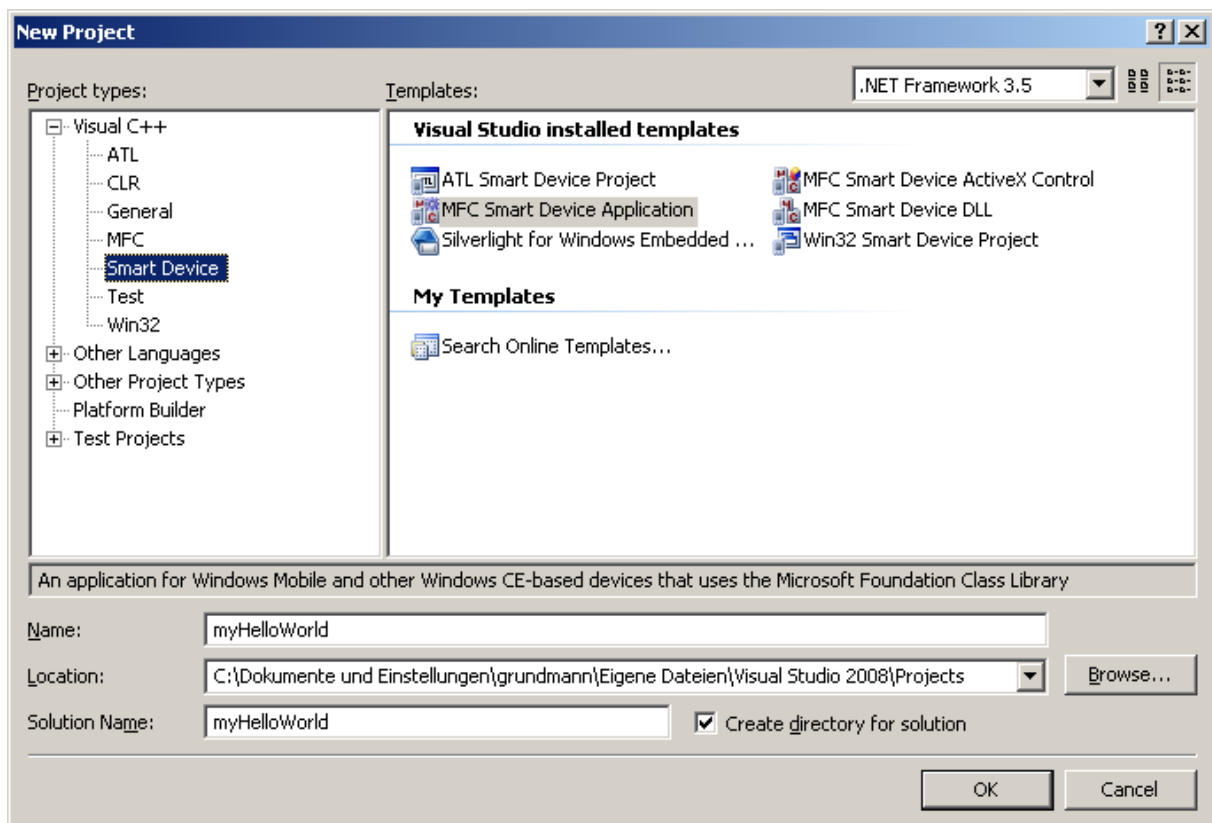 New Project
Project types:
Templates:
.NET Framework 3.5
Visual C++
ATL
CLR
General
MFC
Smart Device
Test
Win32
Other Languages
Other Project Types
Platform Builder
Test Projects
Visual Studio installed templates
ATL Smart Device Project
MFC Smart Device Application
Silverlight for Windows Embedded ...
MFC Smart Device ActiveX Control
MFC Smart Device DLL
Win32 Smart Device Project
My Templates
Search Online Templates...
An application for Windows Mobile and other Windows CE-based devices that uses the Microsoft Foundation Class Library
Name:
myHelloWorld
Location:
C:\Dokumente und Einstellungen\grundmann\Eigene Dateien\Visual Studio 2008\Projects
Browse...
Solution Name:
myHelloWorld
Create directory for solution
OK
Cancel